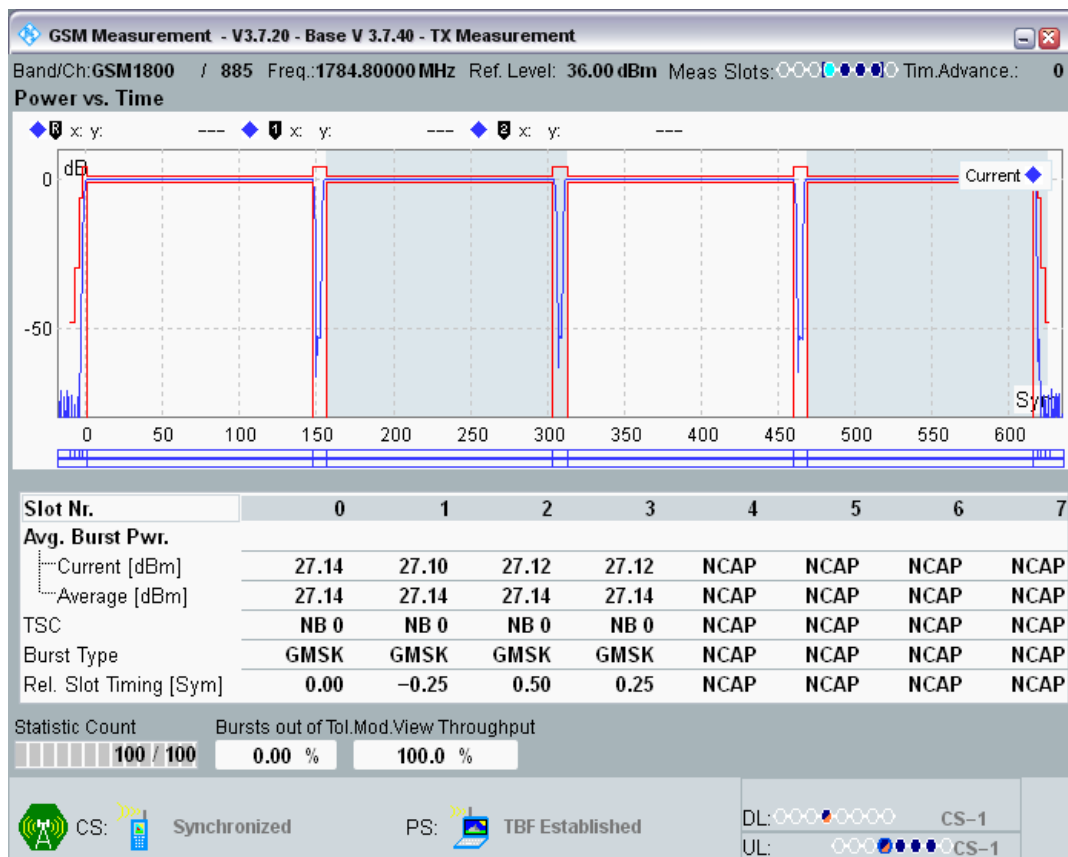 GSM Measurement - V3.7.20 - Base V 3.7.40 - TX Measurement
Band/Ch:GSM1800 / 885 Freq.:1784.80000 MHz Ref. Level: 36.00 dBm Meas Slots: Tim.Advance.: 0
Power vs. Time
R x: y: --- 1 x: y: --- 2 x: y: ---
dB
0
Current
-50
Sym
0 50 100 150 200 250 300 350 400 450 500 550 600
Slot Nr. 0 1 2 3 4 5 6 7
Avg. Burst Pwr.
Current [dBm] 27.14 27.10 27.12 27.12 NCAP NCAP NCAP NCAP
Average [dBm] 27.14 27.14 27.14 27.14 NCAP NCAP NCAP NCAP
TSC NB 0 NB 0 NB 0 NB 0 NCAP NCAP NCAP NCAP
Burst Type GMSK GMSK GMSK GMSK NCAP NCAP NCAP NCAP
Rel. Slot Timing [Sym] 0.00 −0.25 0.50 0.25 NCAP NCAP NCAP NCAP
Statistic Count Bursts out of Tol.Mod.View Throughput
100 / 100 0.00 % 100.0 %
CS: Synchronized PS: TBF Established DL: CS−1
UL: CS−1